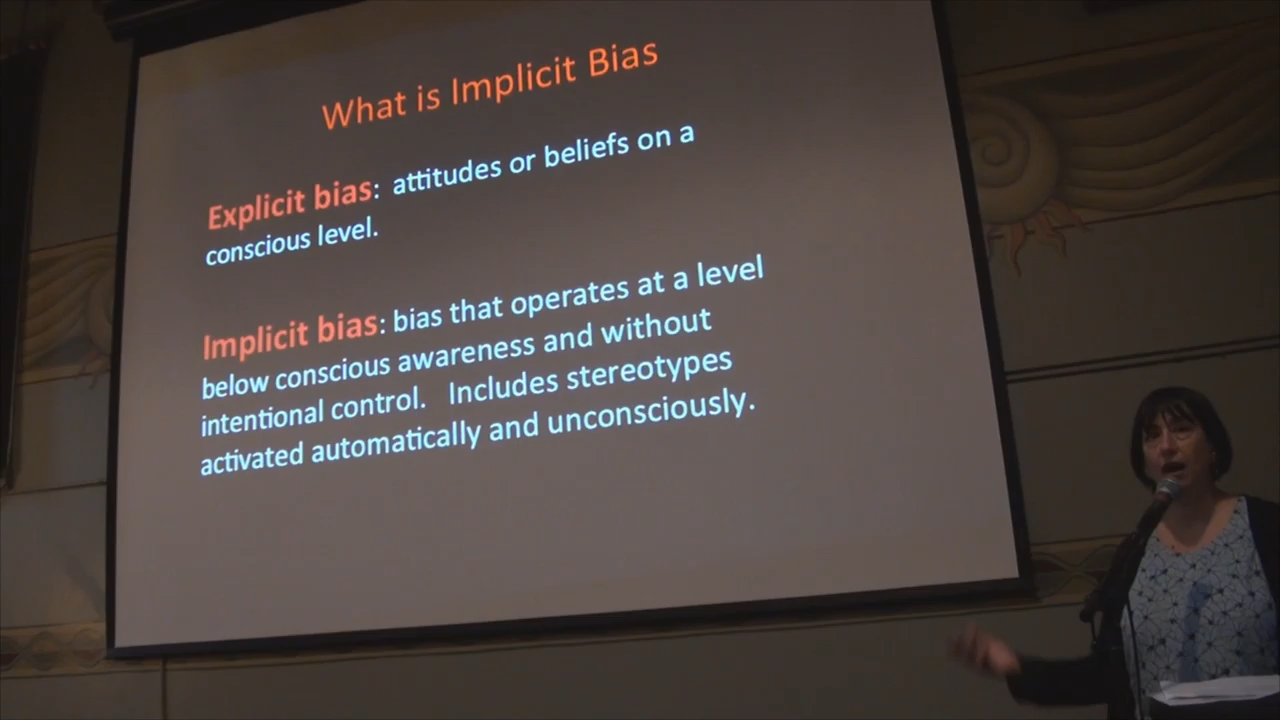 What is Implicit Bias
Explicit bias: attitudes or beliefs on a
conscious level.
Implicit bias: bias that operates at a level
below conscious awareness and without
intentional control. Includes stereotypes
activated automatically and unconsciously.